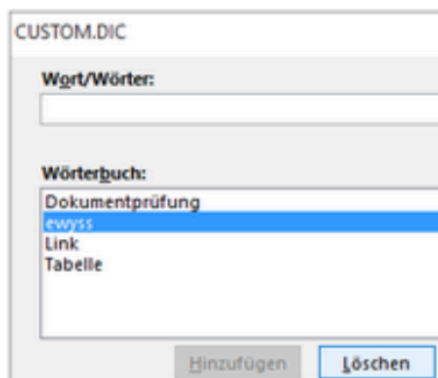 CUSTOM.DIC
Wort/Wörter:
Wörterbuch:
Dokumentprüfung
ewyss
Link
Tabelle
Hinzufügen Löschen